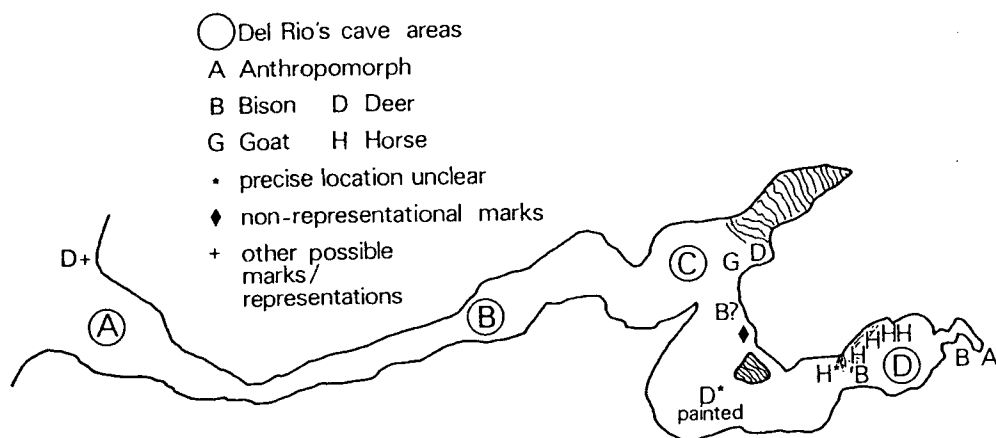 Del Rio's cave areas
A Anthropomorph
B Bison D Deer
G Goat H Horse
* precise location unclear
♦ non-representational marks
+ other possible
marks/
representations
D+
A
B
C
G D
B?
♦
D*
painted
H H H
H
H* B
D
B A